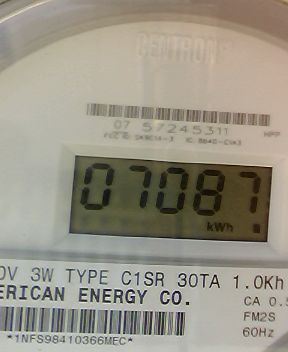 CENTRON
07 57245311
07087
kWh
0V 3W TYPE C1SR 30TA 1.0Kh
ERICAN ENERGY CO.
CA 0.5
FM2S
60Hz
*1NFS98410366MEC*